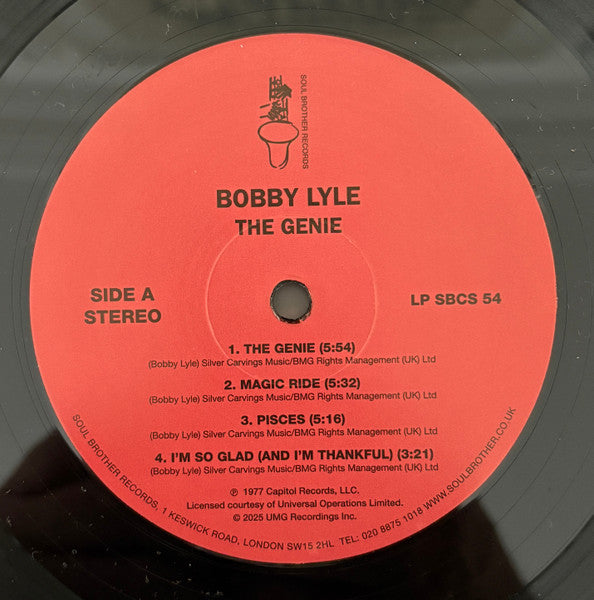 SOUL BROTHER RECORDS
BOBBY LYLE
THE GENIE
SIDE A
STEREO
LP SBCS 54
1. THE GENIE (5:54)
(Bobby Lyle) Silver Carvings Music/BMG Rights Management (UK) Ltd
2. MAGIC RIDE (5:32)
(Bobby Lyle) Silver Carvings Music/BMG Rights Management (UK) Ltd
3. PISCES (5:16)
(Bobby Lyle) Silver Carvings Music/BMG Rights Management (UK) Ltd
4. I'M SO GLAD (AND I'M THANKFUL) (3:21)
(Bobby Lyle) Silver Carvings Music/BMG Rights Management (UK) Ltd
℗ 1977 Capitol Records, LLC.
Licensed courtesy of Universal Operations Limited.
© 2025 UMG Recordings Inc.
SOUL BROTHER RECORDS, 1 KESWICK ROAD, LONDON SW15 2HL TEL: 020 8875 1018 WWW.SOULBROTHER.CO.UK